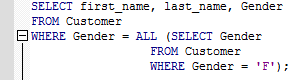 SELECT first_name, last_name, Gender
FROM Customer
WHERE Gender = ALL (SELECT Gender
FROM Customer
WHERE Gender = 'F');